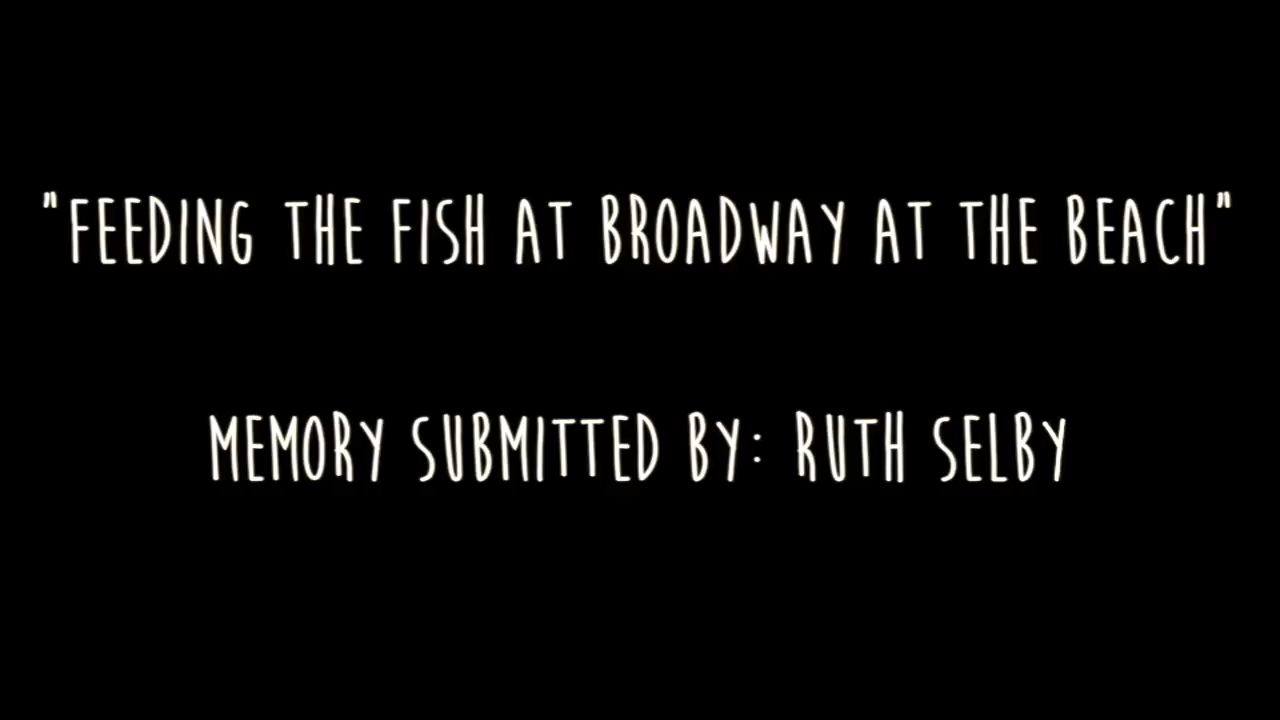 "FEEDING THE FISH AT BROADWAY AT THE BEACH"
MEMORY SUBMITTED BY: RUTH SELBY